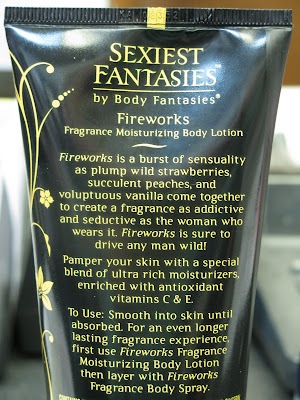 SEXIEST
FANTASIES™
by Body Fantasies®
Fireworks
Fragrance Moisturizing Body Lotion
Fireworks is a burst of sensuality
as plump wild strawberries,
succulent peaches, and
voluptuous vanilla come together
to create a fragrance as addictive
and seductive as the woman who
wears it. Fireworks is sure to
drive any man wild!
Pamper your skin with a special
blend of ultra rich moisturizers,
enriched with antioxidant
vitamins C & E.
To Use: Smooth into skin until
absorbed. For an even longer
lasting fragrance experience,
first use Fireworks Fragrance
Moisturizing Body Lotion
then layer with Fireworks
Fragrance Body Spray.